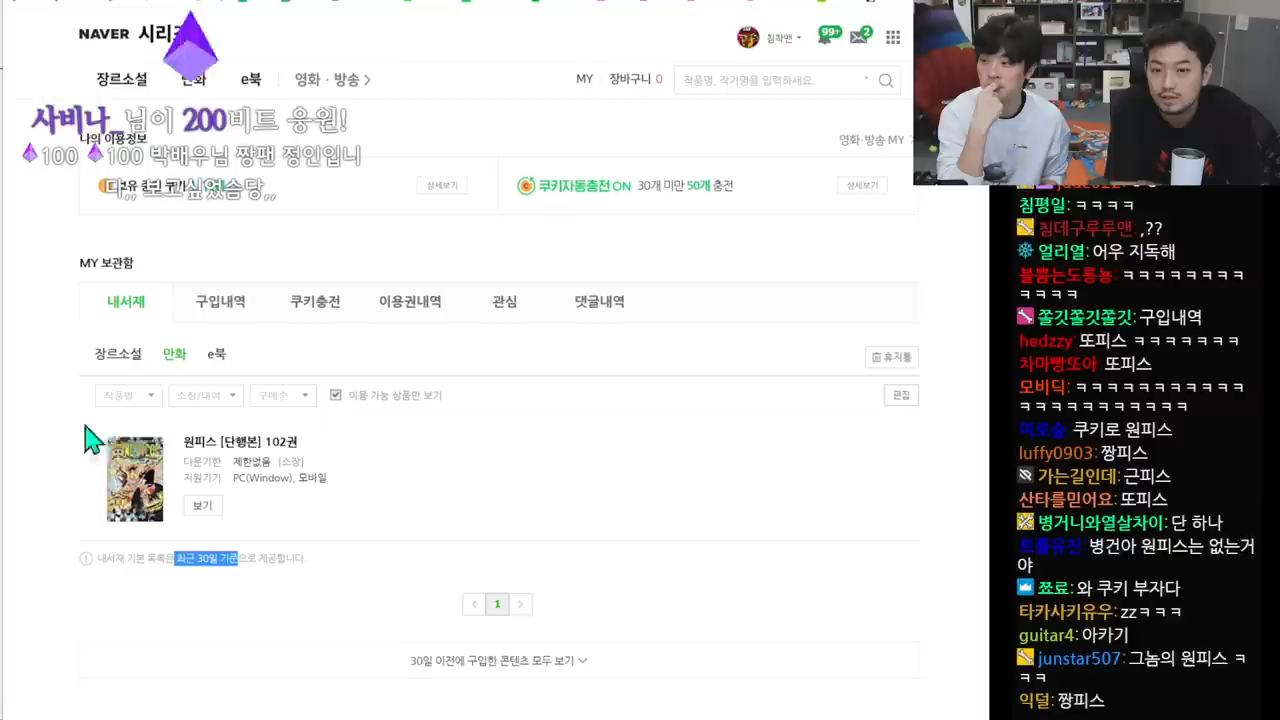 NAVER 시리즈
침착맨
99+
2
장르소설 만화 e북 영화 · 방송
MY 장바구니 0 작품명, 작가명을 입력하세요.
사비나_님이 200비트 응원!
100 100 박배우님 짱팬 정인입니
다,, 보고싶었슴당,,
나의 이용정보
영화·방송 MY
상세보기
쿠키자동충전 ON 30개 미만 50개 충전
상세보기
MY 보관함
내서재 구입내역 쿠키충전 이용권내역 관심 댓글내역
장르소설 만화 e북
휴지통
작품명 소장/대여 구매순 이용 가능 상품만 보기
편집
원피스 [단행본] 102권
다운기한 제한없음 [소장]
지원기기 PC(Window), 모바일
보기
내서재 기본 목록은 최근 30일 기준으로 제공합니다.
1
30일 이전에 구입한 콘텐츠 모두 보기
침평일: ㅋㅋㅋㅋ
침데구루루맨: ,??
얼리열: 어우 지독해
불뿜는도롱뇽: ㅋㅋㅋㅋㅋㅋㅋㅋ
ㅋㅋㅋㅋㅋ
쫄깃쫄깃쫄깃: 구입내역
hedzzy: 또피스 ㅋㅋㅋㅋㅋㅋㅋ
차마빵또아: 또피스
모비딕: ㅋㅋㅋㅋㅋㅋㅋㅋㅋㅋㅋ
ㅋㅋㅋㅋㅋㅋㅋㅋㅋㅋㅋㅋ
쿠키로 원피스
luffy0903: 짱피스
가는길인데: 근피스
산타를믿어요: 또피스
병거니와열살차이: 단 하나
트롤유진: 병건아 원피스는 없는거
야
쬬료: 와 쿠키 부자다
타카사키유우: zzㅋㅋㅋ
guitar4: 아카기
junstar507: 그놈의 원피스 ㅋ
ㅋㅋ
익덜: 짱피스